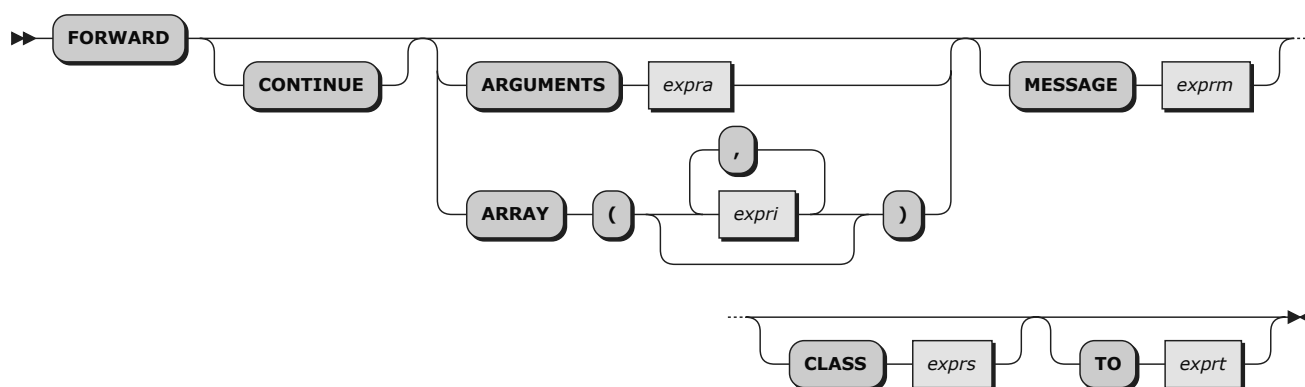 FORWARD
CONTINUE
ARGUMENTS expra
MESSAGE exprm
,
ARRAY ( expri )
CLASS exprs
TO exprt